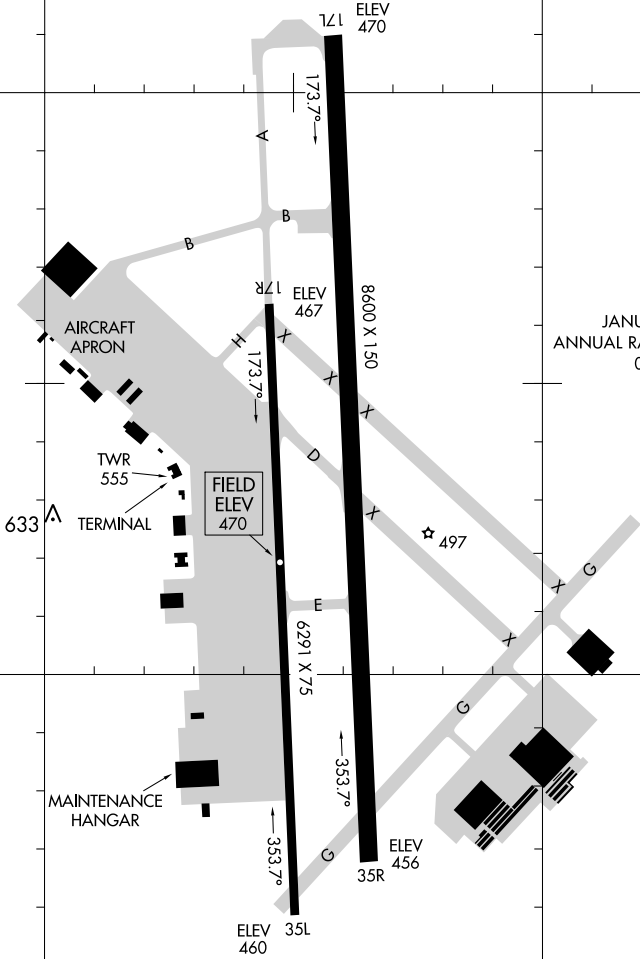 ELEV
470
17L
173.7°
A
B
B
17R
ELEV
467
8600 X 150
AIRCRAFT
APRON
JANU
ANNUAL RA
0
H
X
173.7°
X
X
D
TWR
555
FIELD
ELEV
470
X
633
TERMINAL
497
G
X
E
X
6291 X 75
G
353.7°
MAINTENANCE
HANGAR
353.7°
G
ELEV
456
35R
ELEV
460
35L